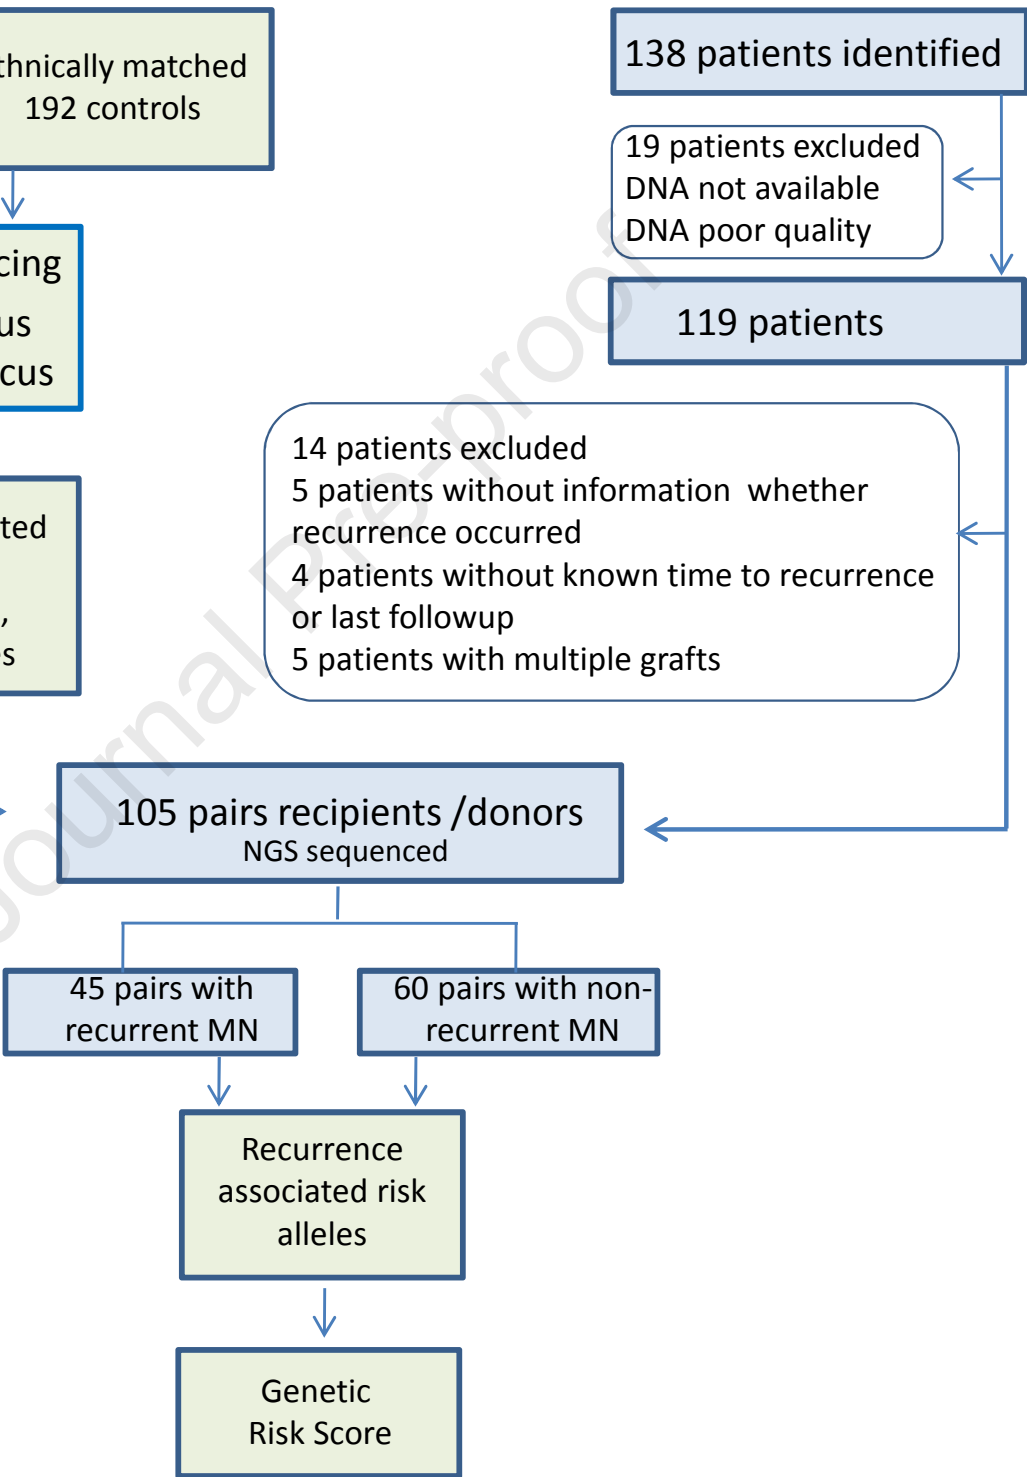 thnically matched
192 controls
cing
us
cus
ted
,
s
138 patients identified
19 patients excluded
DNA not available
DNA poor quality
119 patients
14 patients excluded
5 patients without information whether
recurrence occurred
4 patients without known time to recurrence
or last followup
5 patients with multiple grafts
105 pairs recipients /donors
NGS sequenced
45 pairs with
recurrent MN
60 pairs with non-
recurrent MN
Recurrence
associated risk
alleles
Genetic
Risk Score
Journal Pre-proof